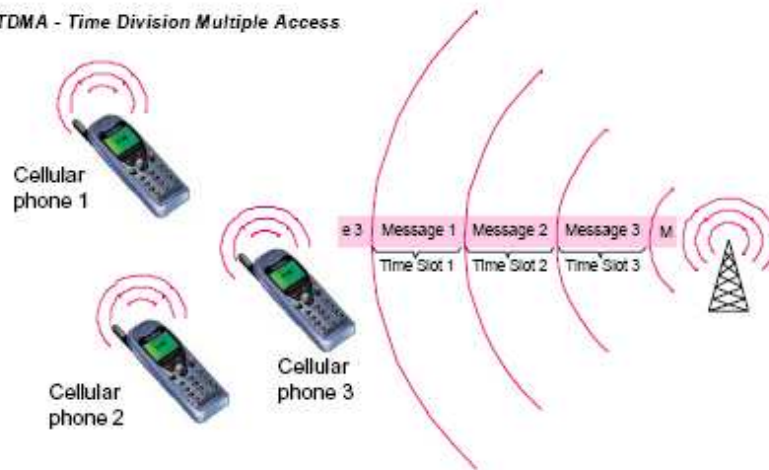 TDMA - Time Division Multiple Access
Cellular
phone 1
e 3 Message 1 Message 2 Message 3 M
Time Slot 1 Time Slot 2 Time Slot 3
Cellular
phone 3
Cellular
phone 2